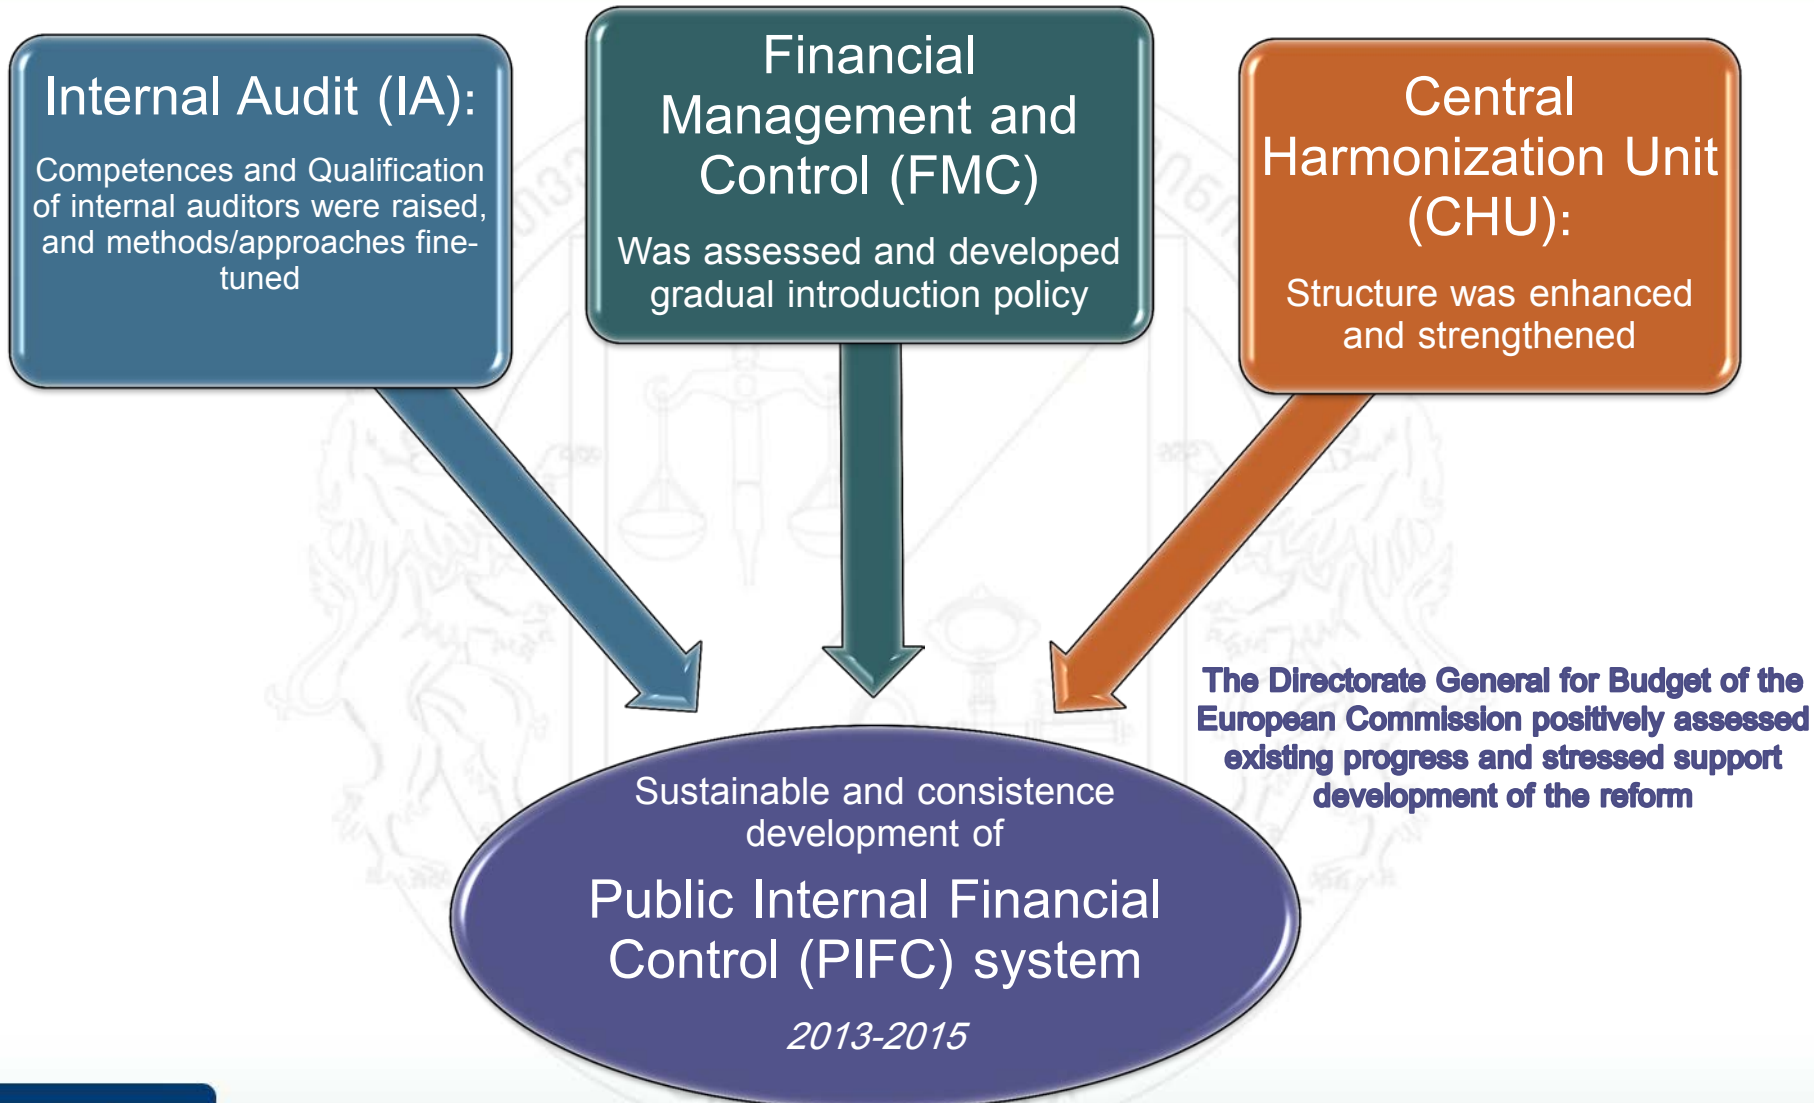 Internal Audit (IA):
Competences and Qualification
of internal auditors were raised,
and methods/approaches fine-
tuned
Financial
Management and
Control (FMC)
Was assessed and developed
gradual introduction policy
Central
Harmonization Unit
(CHU):
Structure was enhanced
and strengthened
The Directorate General for Budget of the
European Commission positively assessed
existing progress and stressed support
development of the reform
Sustainable and consistence
development of
Public Internal Financial
Control (PIFC) system
2013-2015